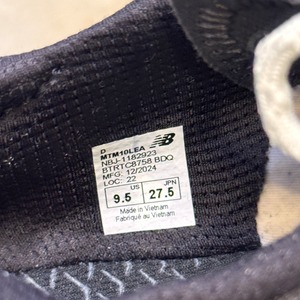 D
MTM10LEA
NBJ-1182923
BTRTC8758 BDQ
MFG: 12/2024
LOC: 22
US JPN
9.5 27.5
Made in Vietnam
Fabriqué au Vietnam